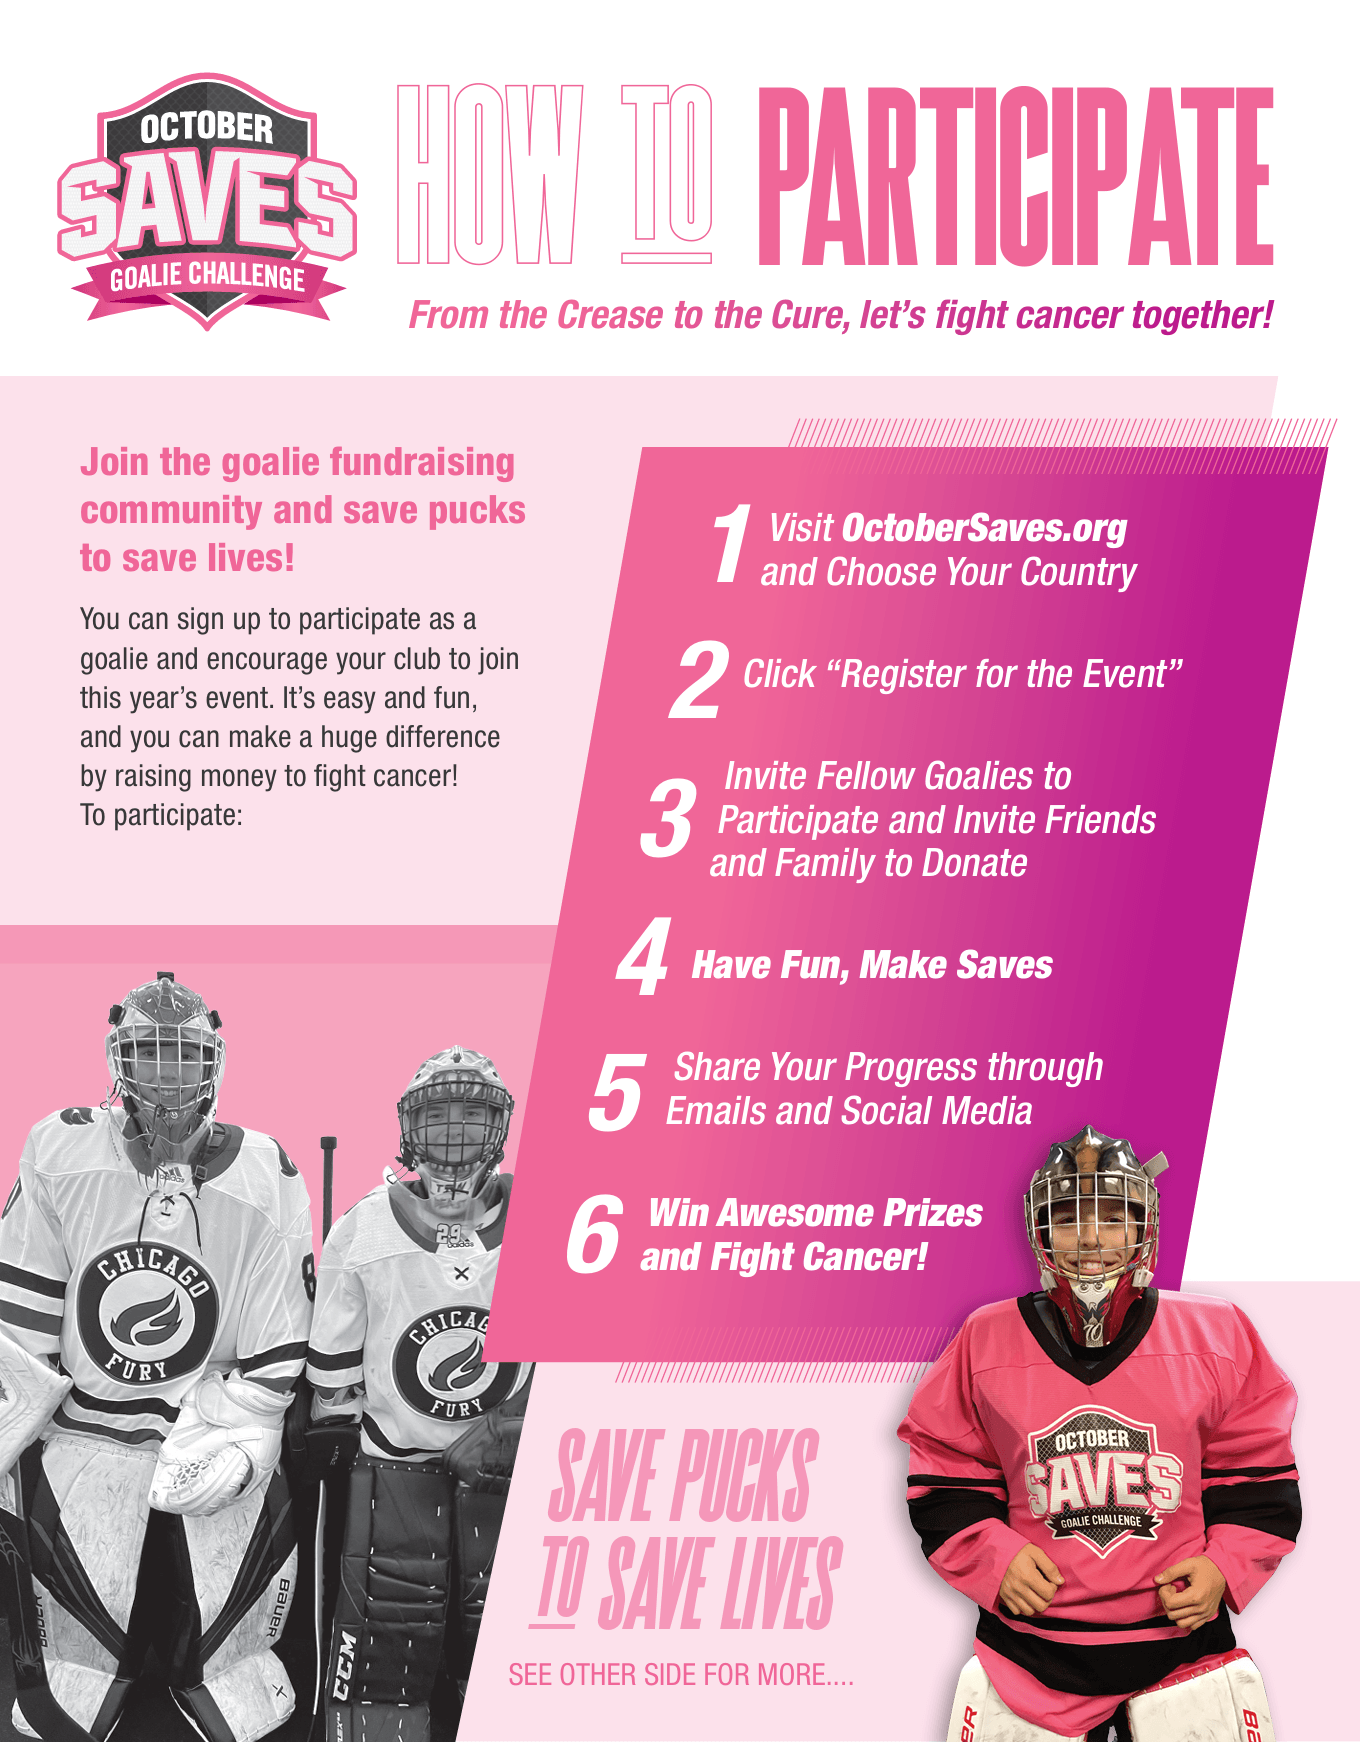 OCTOBER
SAVES
GOALIE CHALLENGE
HOW TO PARTICIPATE
From the Crease to the Cure, let's fight cancer together!
Join the goalie fundraising
community and save pucks
to save lives!
You can sign up to participate as a
goalie and encourage your club to join
this year's event. It's easy and fun,
and you can make a huge difference
by raising money to fight cancer!
To participate:
1 Visit OctoberSaves.org
and Choose Your Country
2 Click “Register for the Event”
3 Invite Fellow Goalies to
Participate and Invite Friends
and Family to Donate
4 Have Fun, Make Saves
5 Share Your Progress through
Emails and Social Media
6 Win Awesome Prizes
and Fight Cancer!
adidas
CHICAGO
FURY
8
BAUER
BAUER
29
adidas
CHICAG
FURY
CCM
SAVE PUCKS
TO SAVE LIVES
SEE OTHER SIDE FOR MORE....
OCTOBER
SAVES
GOALIE CHALLENGE